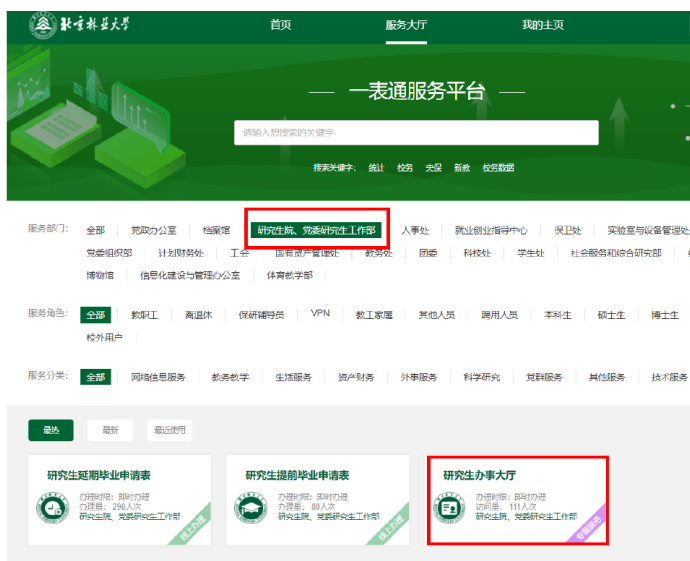 北京林业大学 首页 服务大厅 我的主页
一表通服务平台
请输入想搜索的关键字
搜索关键字： 统计 校务 央保 新教 校务数据
服务部门： 全部 党政办公室 档案馆 研究生院、党委研究生工作部 人事处 就业创业指导中心 保卫处 实验室与设备管理处
党委组织部 计划财务处 工会 国有资产管理处 教务处 团委 科技处 学生处 社会服务和综合研究部
博物馆 信息化建设与管理办公室 体育教学部
服务角色： 全部 教职工 离退休 保研辅导员 VPN 教工家属 其他人员 聘用人员 本科生 硕士生 博士生
校外用户
服务分类： 全部 网络信息服务 教务教学 生活服务 资产财务 外事服务 科学研究 党群服务 其他服务 技术服务
最热 最新 最近使用
研究生延期毕业申请表
办理时限：即时办理
办理量：298人次
研究生院、党委研究生工作部
线上办理
研究生提前毕业申请表
办理时限：即时办理
办理量：80人次
研究生院、党委研究生工作部
线上办理
研究生办事大厅
办理时限：即时办理
访问量：111人次
研究生院、党委研究生工作部
专题服务